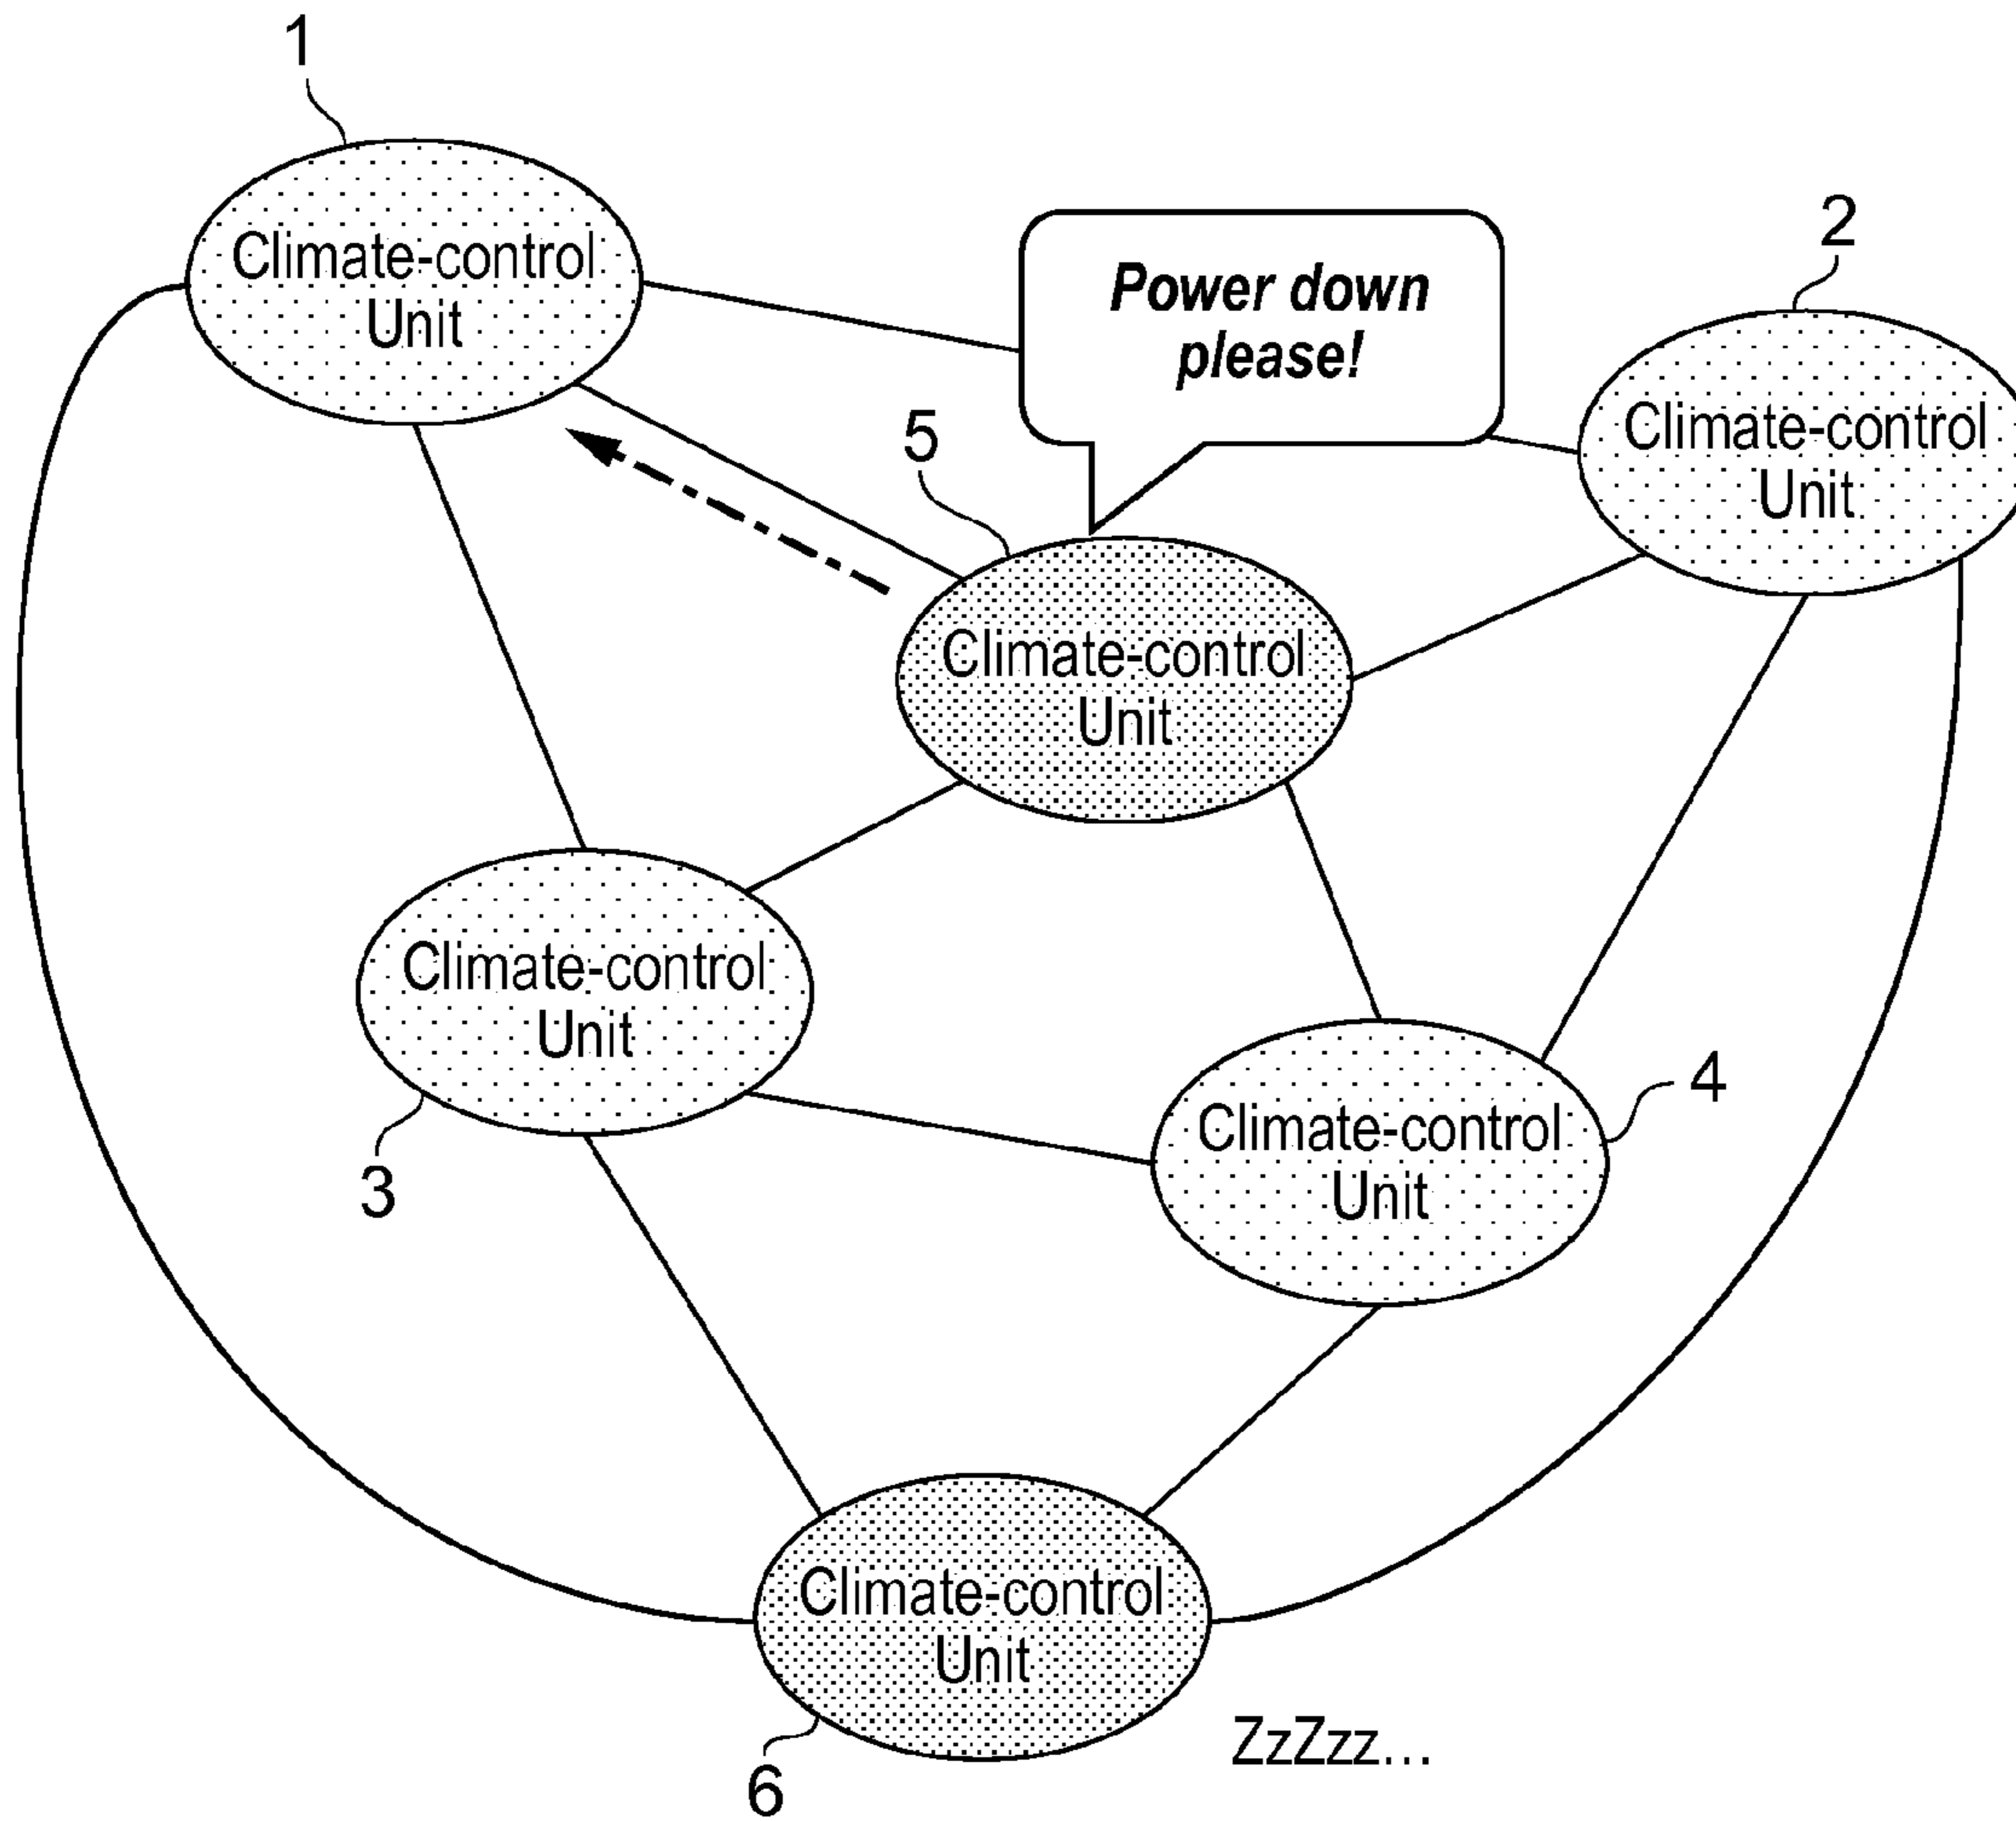 1
Climate-control
Unit
Power down
please!
2
Climate-control
Unit
5
Climate-control
Unit
Climate-control
Unit
3
4
Climate-control
Unit
Climate-control
Unit
6
ZzZzz...